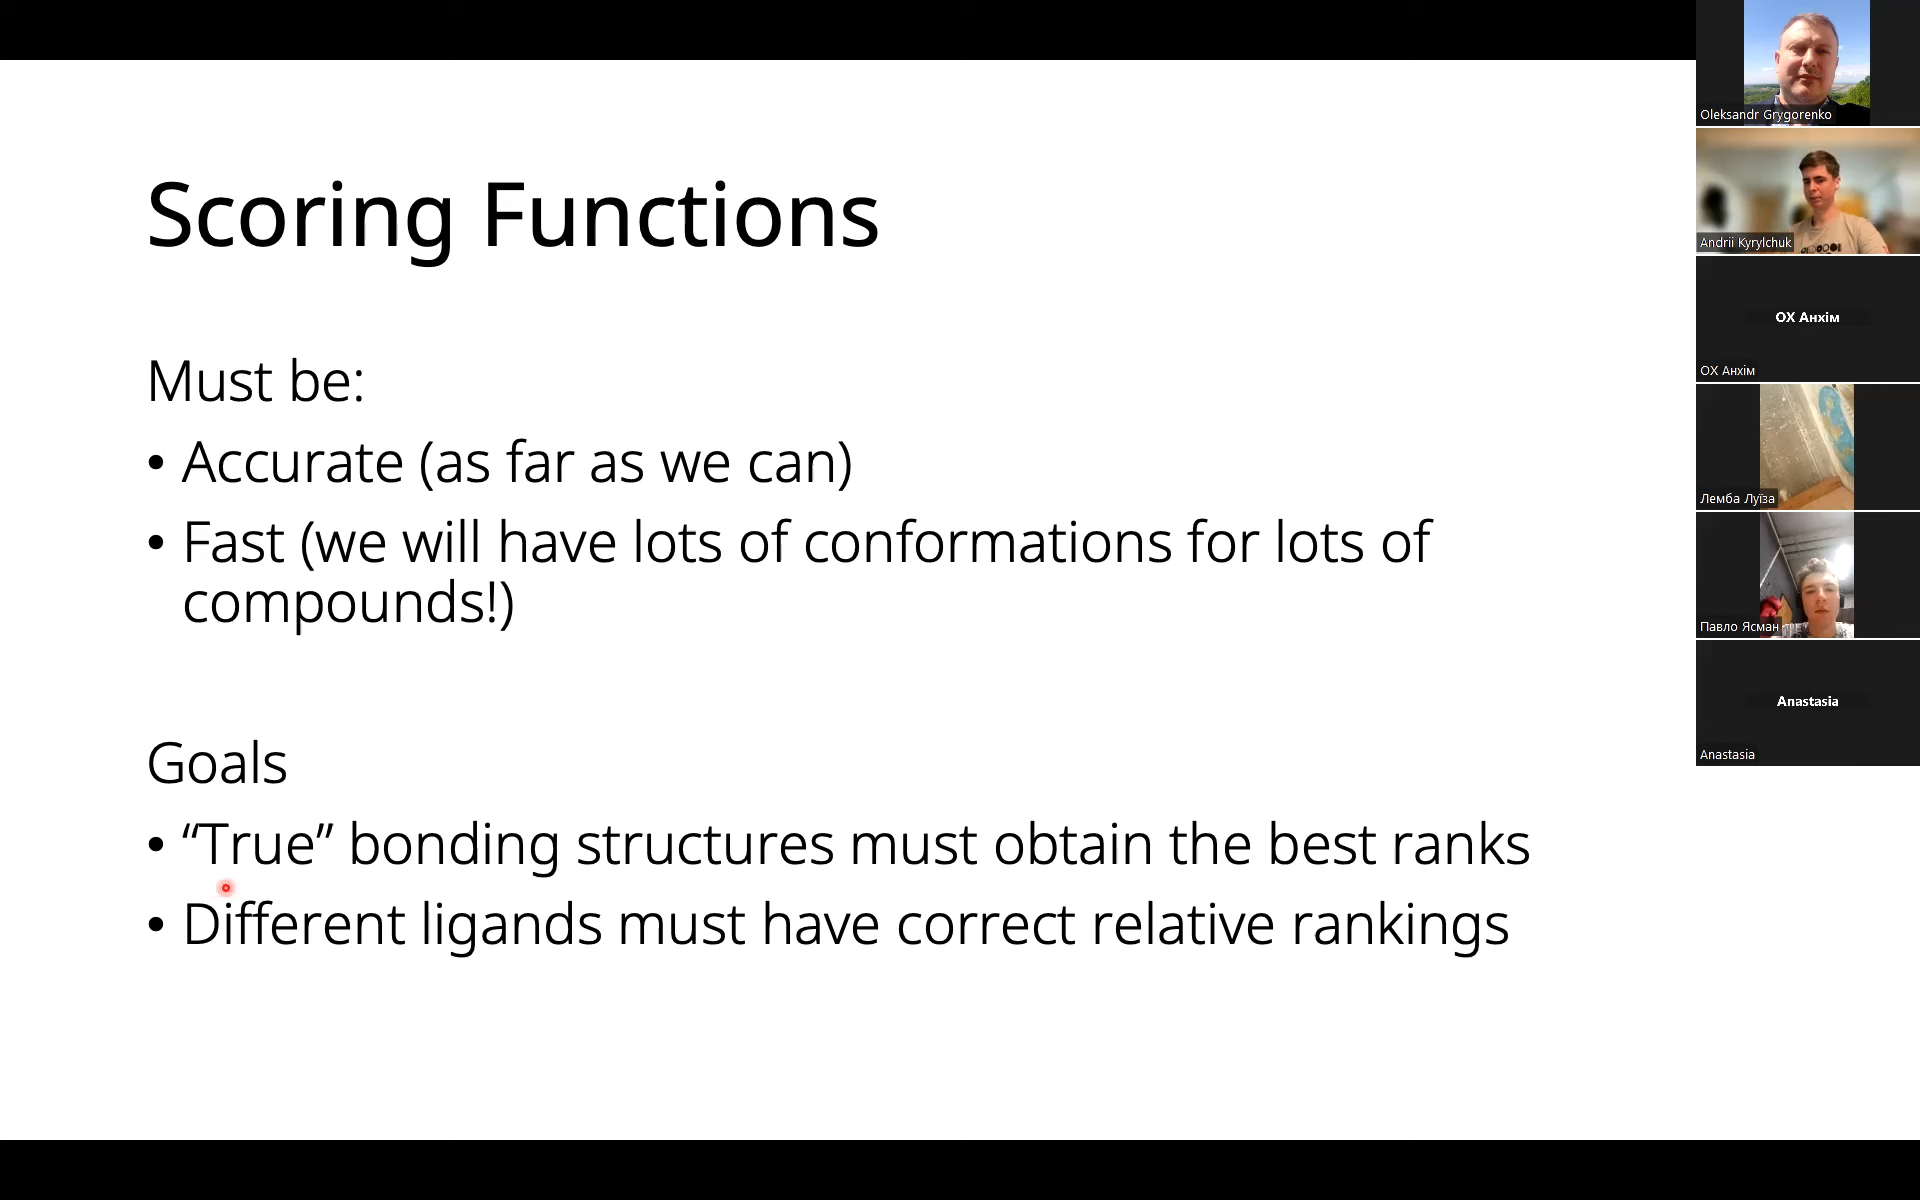 Scoring Functions
Must be:
• Accurate (as far as we can)
• Fast (we will have lots of conformations for lots of
compounds!)
Goals
• “True” bonding structures must obtain the best ranks
• Different ligands must have correct relative rankings
Oleksandr Grygorenko
Andrii Kyrylchuk
ОХ Анхім
ОХ Анхім
Лемба Луїза
Павло Ясман
Anastasia
Anastasia